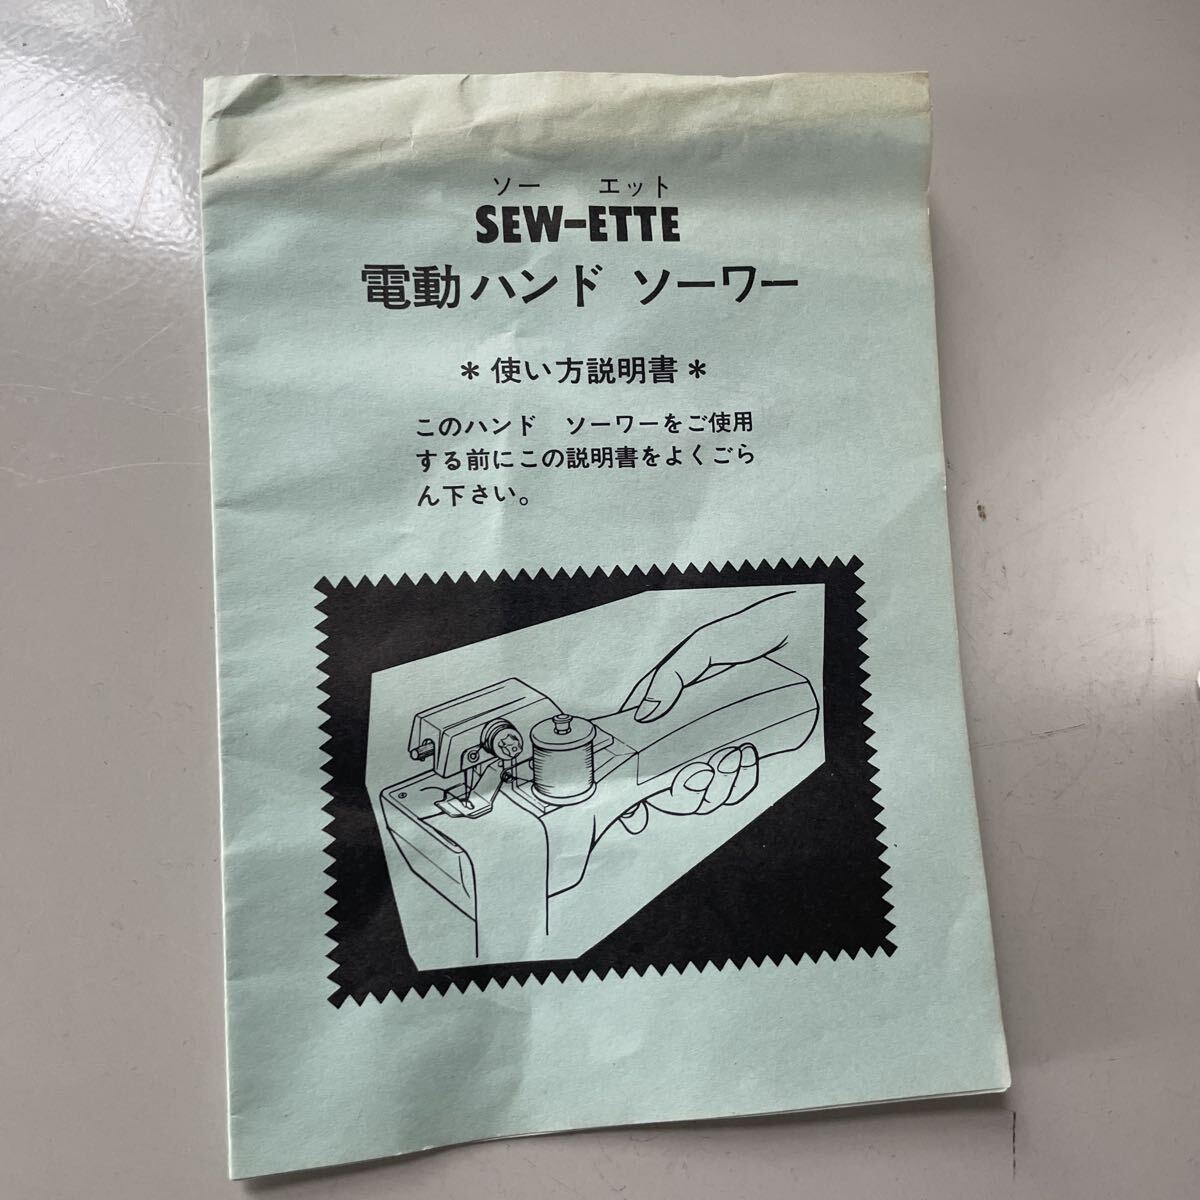 ソー エット
SEW-ETTE
電動ハンド ソーワー
＊使い方説明書＊
このハンド ソーワーをご使用
する前にこの説明書をよくごら
ん下さい。